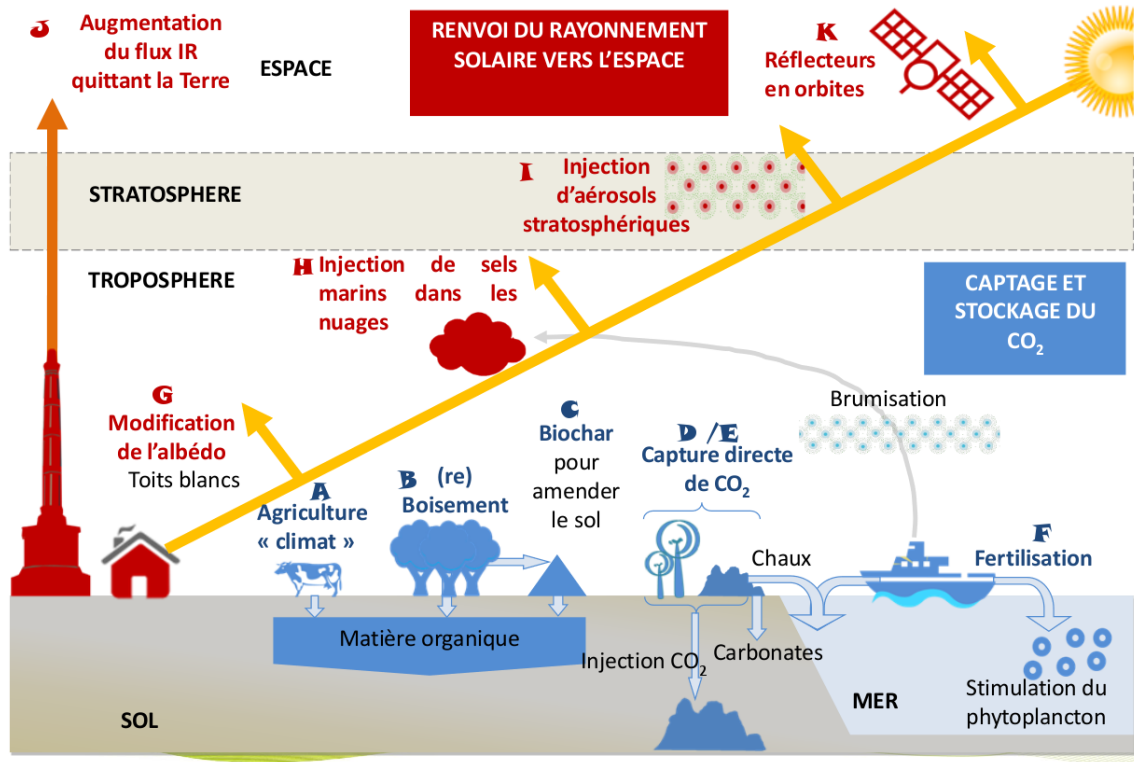 J Augmentation
du flux IR
quittant la Terre
ESPACE
RENVOI DU RAYONNEMENT
SOLAIRE VERS L'ESPACE
K
Réflecteurs
en orbites
STRATOSPHERE
I Injection
d'aérosols
stratosphériques
TROPOSPHERE
H Injection de sels
marins dans les
nuages
CAPTAGE ET
STOCKAGE DU
CO₂
G
Modification
de l'albédo
Toits blancs
Brumisation
A
Agriculture
« climat »
B (re)
Boisement
C
Biochar
pour
amender
le sol
D /E
Capture directe
de CO₂
Chaux
F
Fertilisation
Matière organique
Injection CO₂
Carbonates
SOL
MER
Stimulation du
phytoplancton